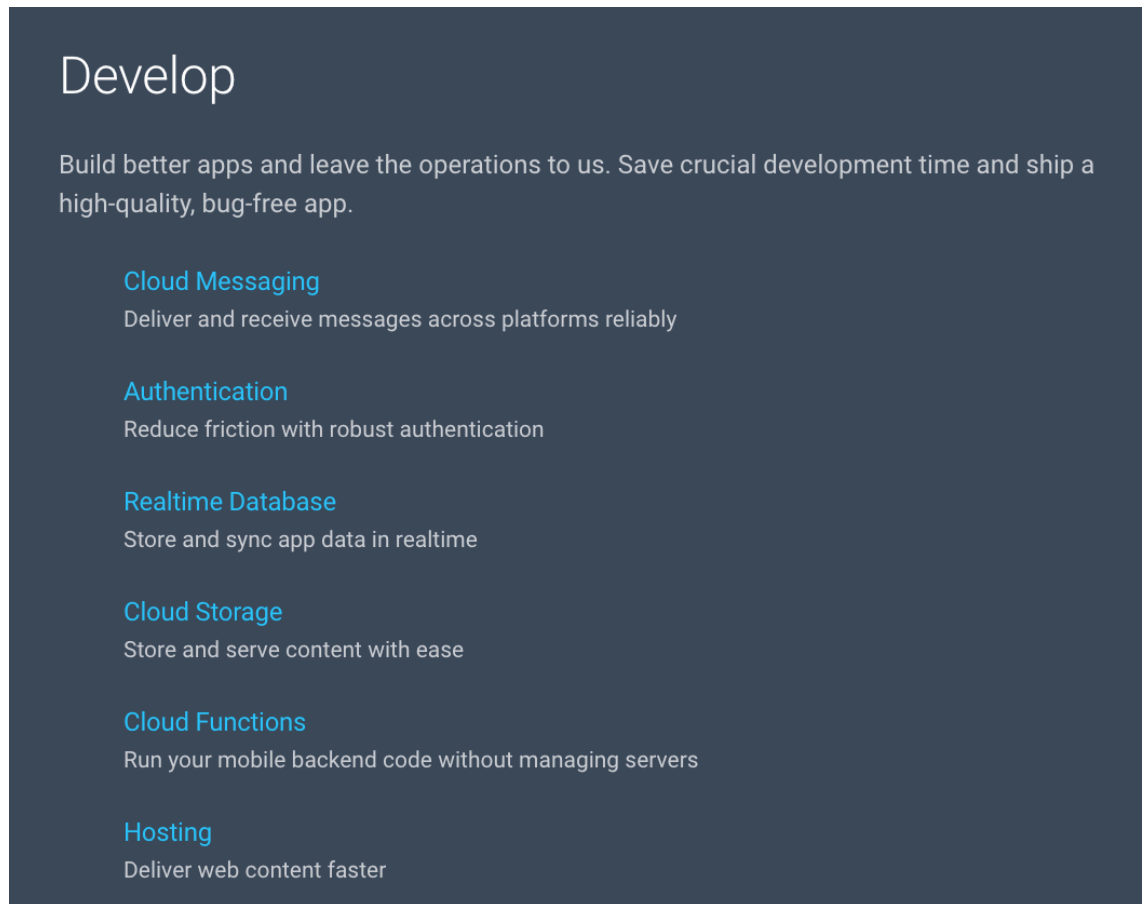 Develop
Build better apps and leave the operations to us. Save crucial development time and ship a
high-quality, bug-free app.
Cloud Messaging
Deliver and receive messages across platforms reliably
Authentication
Reduce friction with robust authentication
Realtime Database
Store and sync app data in realtime
Cloud Storage
Store and serve content with ease
Cloud Functions
Run your mobile backend code without managing servers
Hosting
Deliver web content faster